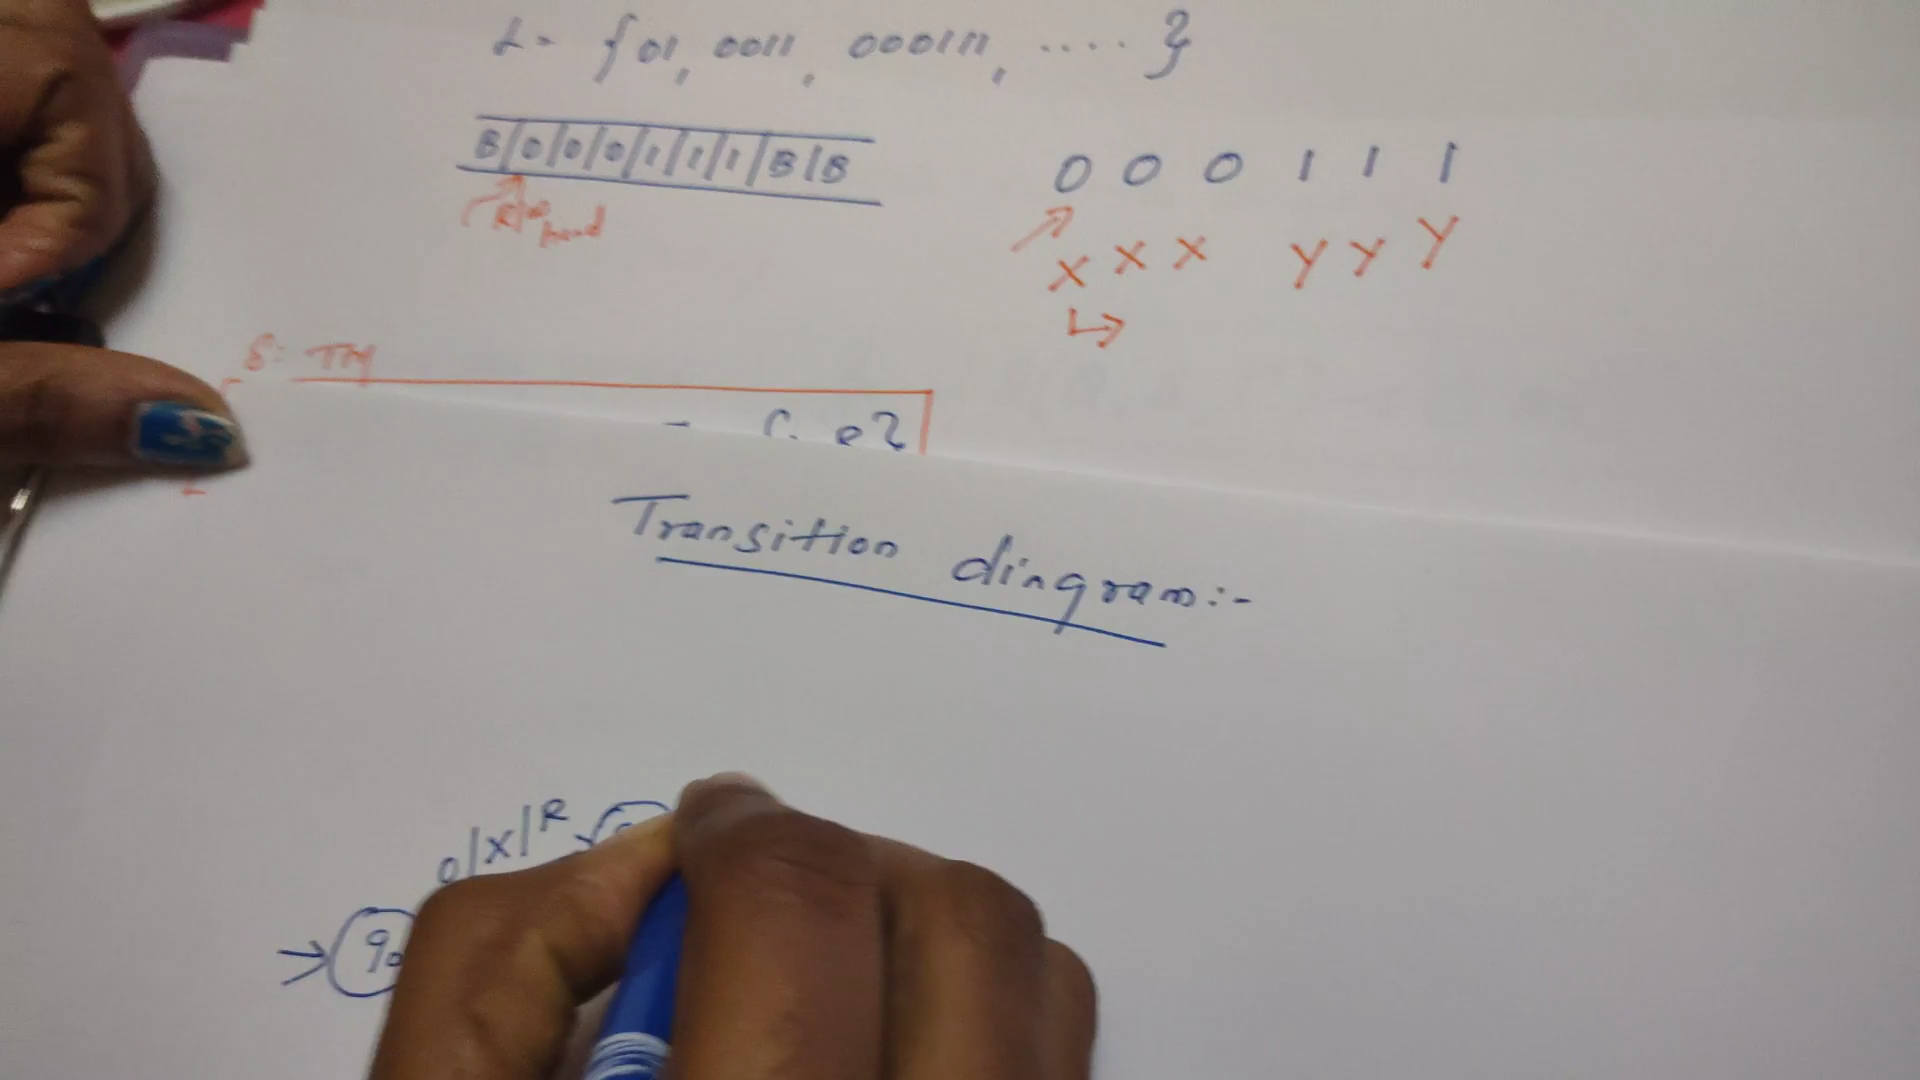 L = {01, 0011, 000111, .... }
B|0|0|0|1|1|1|B|B
0 0 0 1 1 1
R/W head
X X X Y Y Y
δ: TM
Transition diagram:-
0|X|R
q0